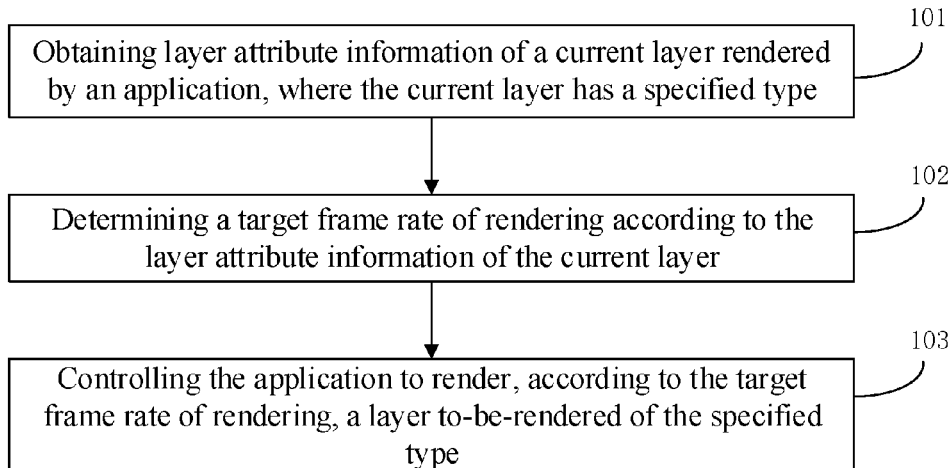 101
Obtaining layer attribute information of a current layer rendered
by an application, where the current layer has a specified type
102
Determining a target frame rate of rendering according to the
layer attribute information of the current layer
103
Controlling the application to render, according to the target
frame rate of rendering, a layer to-be-rendered of the specified
type